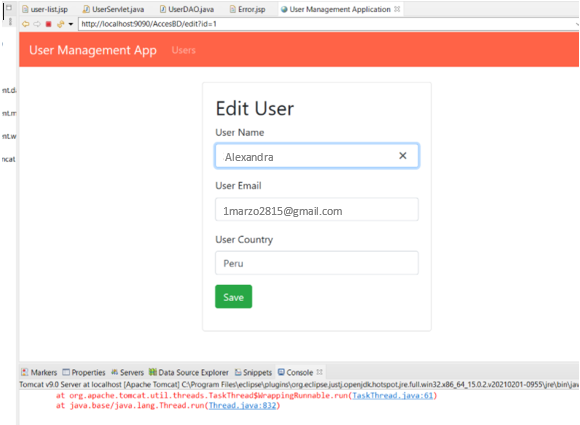 user-list.jsp UserServlet.java UserDAO.java Error.jsp User Management Application
http://localhost:9090/AccesBD/edit?id=1
User Management App Users
Edit User
User Name
Alexandra
User Email
1marzo2815@gmail.com
User Country
Peru
Save
nt.d
nt.m
nt.w
mcat
Markers Properties Servers Data Source Explorer Snippets Console
Tomcat v9.0 Server at localhost [Apache Tomcat] C:\Program Files\eclipse\plugins\org.eclipse.justj.openjdk.hotspot.jre.full.win32.x86_64_15.0.2.v20210201-0955\jre\bin\jav
at org.apache.tomcat.util.threads.TaskThread$WrappingRunnable.run(TaskThread.java:61)
at java.base/java.lang.Thread.run(Thread.java:832)